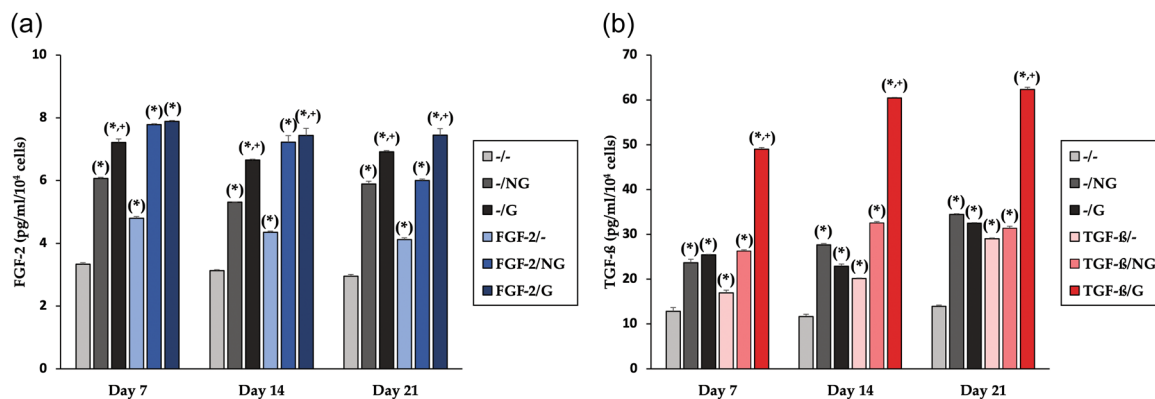 (a)
FGF-2 (pg/ml/10⁴ cells)
10
8
6
4
2
0
(*)
(*,+)
(*)
(*)
(*)
(*)
(*,+)
(*)
(*)
(*,+)
(*)
(*,+)
(*)
(*)
(*,+)
Day 7
Day 14
Day 21
-/-
-/NG
-/G
FGF-2/-
FGF-2/NG
FGF-2/G
(b)
TGF-ß (pg/ml/10⁴ cells)
70
60
50
40
30
20
10
0
(*)
(*)
(*)
(*)
(*,+)
(*)
(*)
(*)
(*)
(*,+)
(*)
(*)
(*)
(*)
(*,+)
Day 7
Day 14
Day 21
-/-
-/NG
-/G
TGF-ß/-
TGF-ß/NG
TGF-ß/G